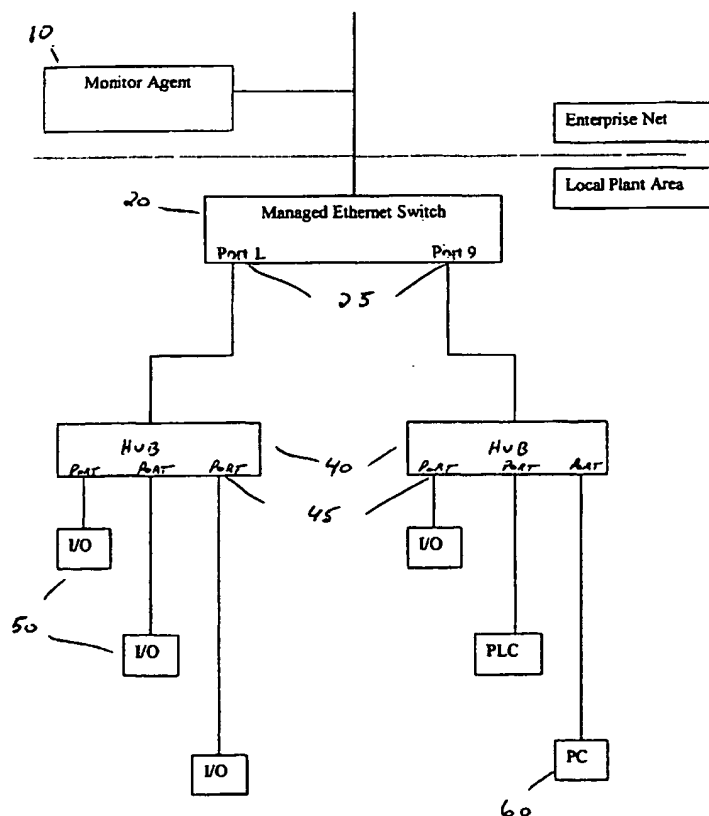 10
Monitor Agent
Enterprise Net
Local Plant Area
20
Managed Ethernet Switch
Port 1 Port 9
25
HUB HUB
PORT PORT PORT PORT PORT PORT
40
45
I/O I/O
50
I/O PLC
I/O PC
60